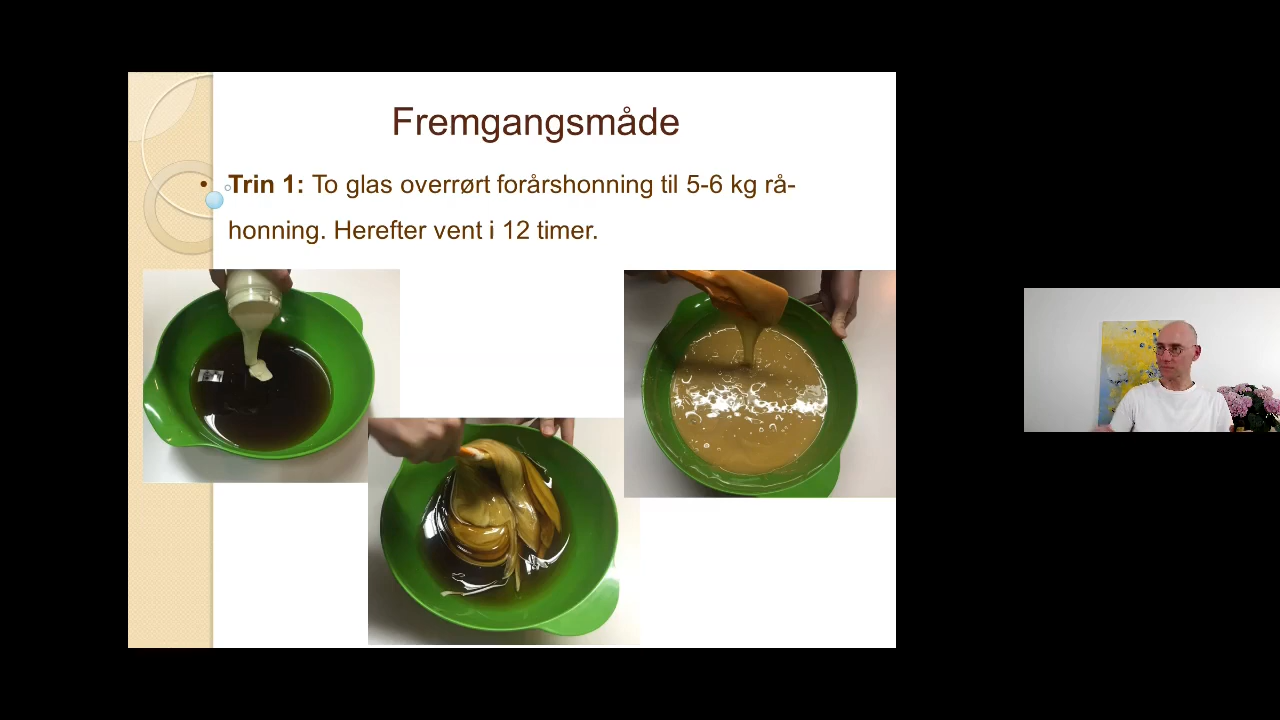 Fremgangsmåde
• Trin 1: To glas overrørt forårshonning til 5-6 kg rå-
honning. Herefter vent i 12 timer.